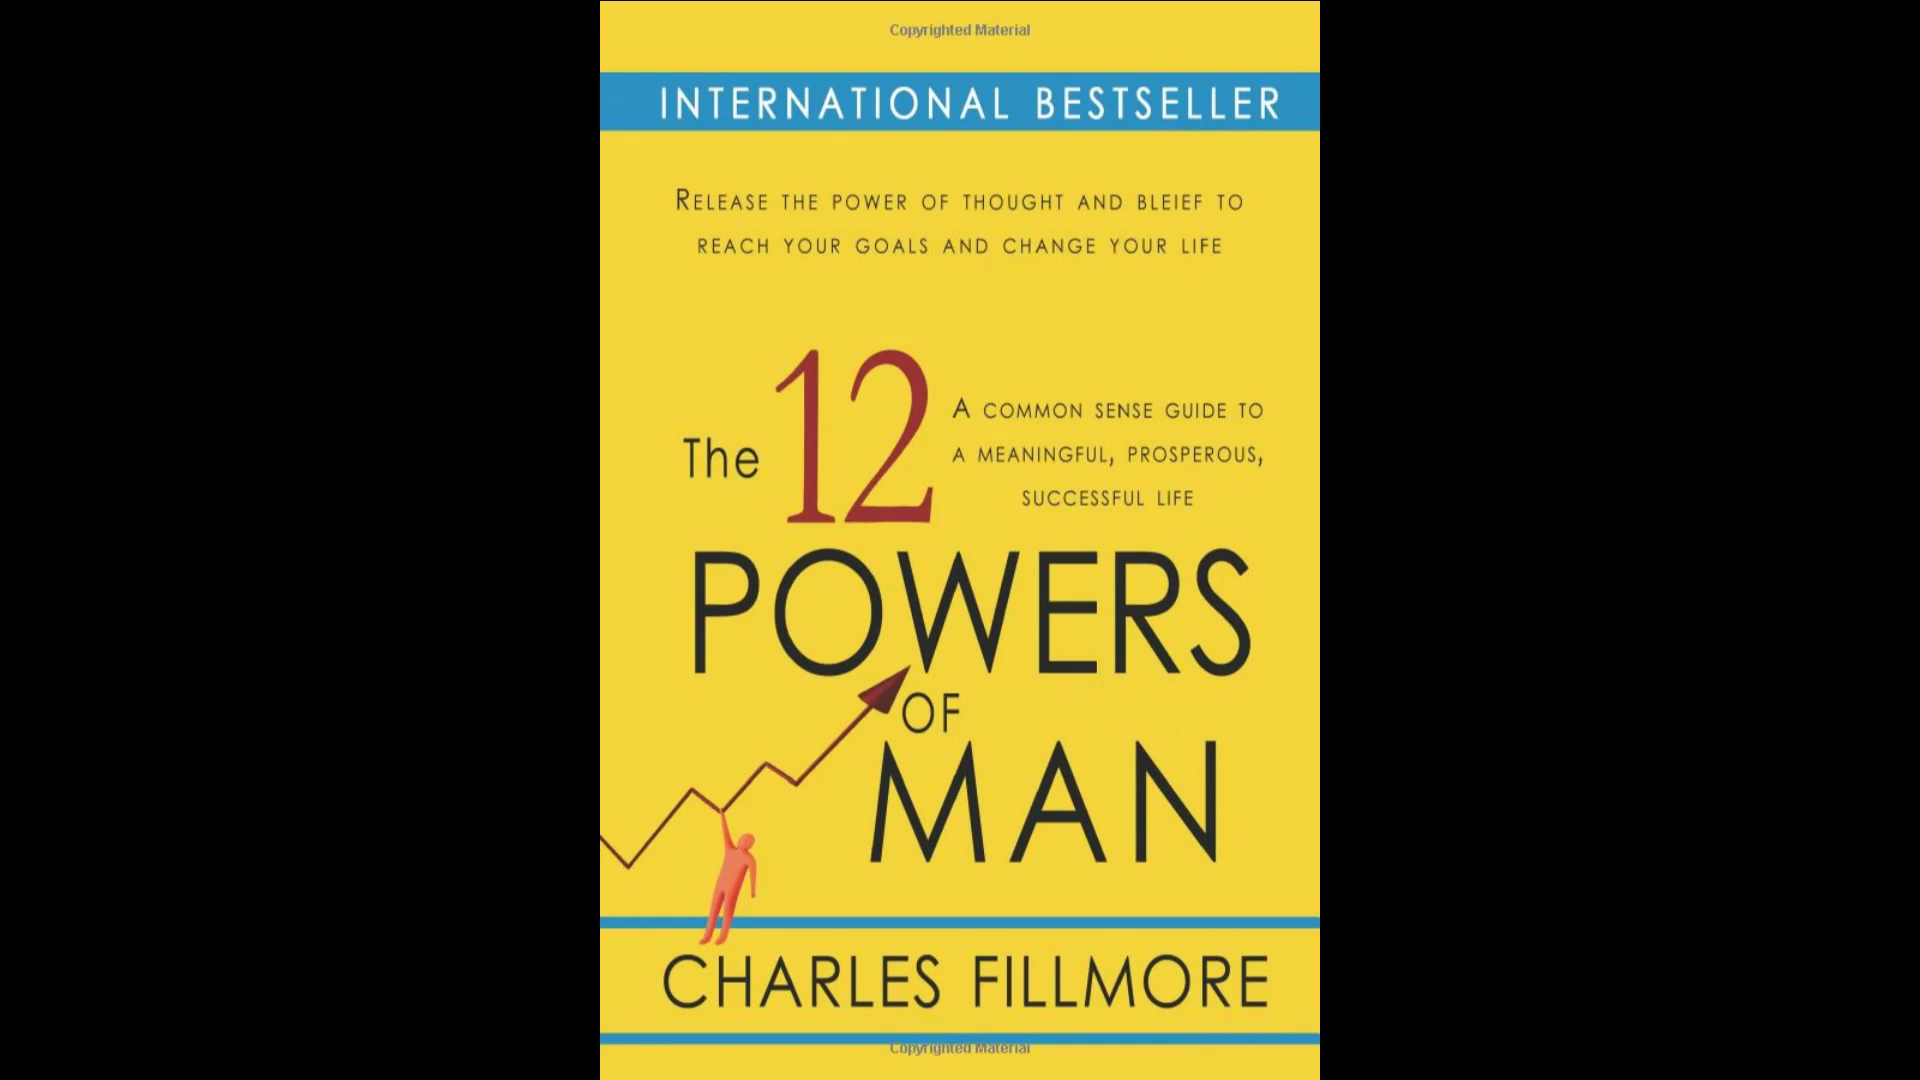 Copyrighted Material
INTERNATIONAL BESTSELLER
RELEASE THE POWER OF THOUGHT AND BLEIEF TO
REACH YOUR GOALS AND CHANGE YOUR LIFE
The 12
A COMMON SENSE GUIDE TO
A MEANINGFUL, PROSPEROUS,
SUCCESSFUL LIFE
POWERS
OF
MAN
CHARLES FILLMORE
Copyrighted Material